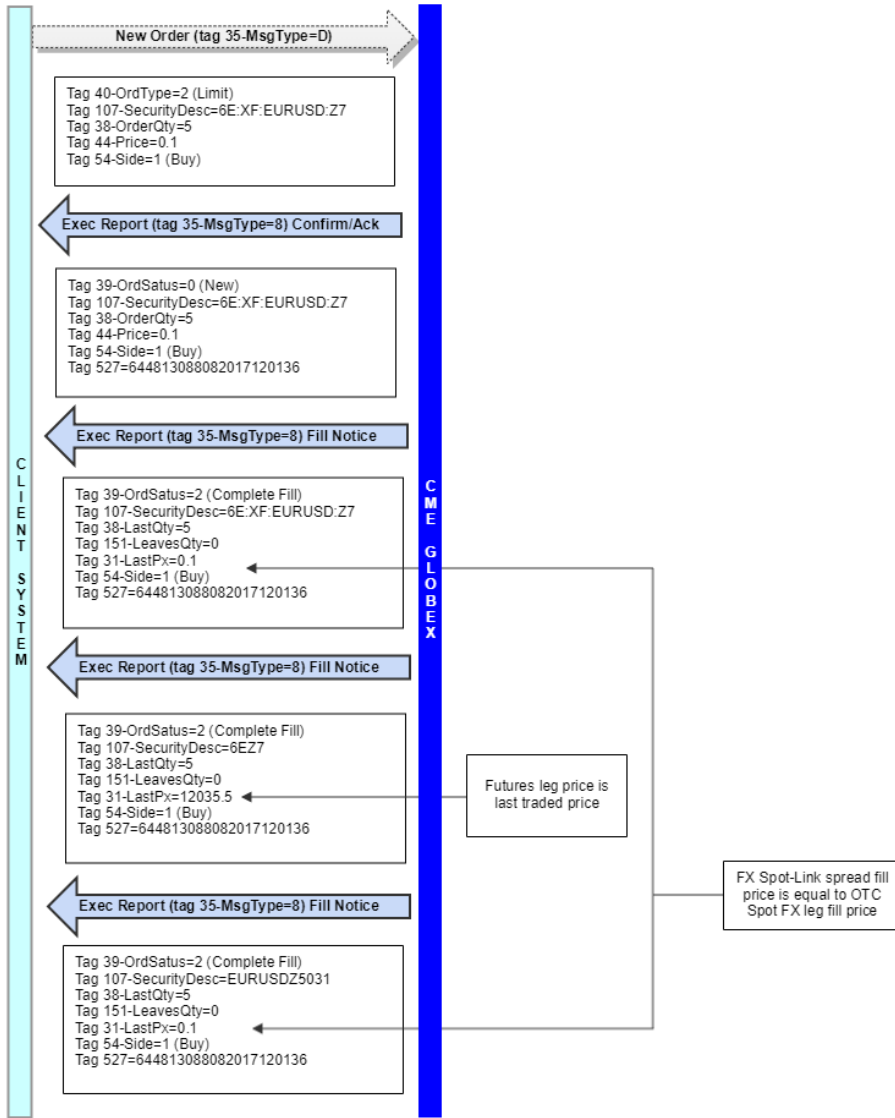 New Order (tag 35-MsgType=D)
Tag 40-OrdType=2 (Limit)
Tag 107-SecurityDesc=6E:XF:EURUSD:Z7
Tag 38-OrderQty=5
Tag 44-Price=0.1
Tag 54-Side=1 (Buy)
Exec Report (tag 35-MsgType=8) Confirm/Ack
Tag 39-OrdSatus=0 (New)
Tag 107-SecurityDesc=6E:XF:EURUSD:Z7
Tag 38-OrderQty=5
Tag 44-Price=0.1
Tag 54-Side=1 (Buy)
Tag 527=644813088082017120136
Exec Report (tag 35-MsgType=8) Fill Notice
CLIENT SYSTEM
CME GLOBEX
Tag 39-OrdSatus=2 (Complete Fill)
Tag 107-SecurityDesc=6E:XF:EURUSD:Z7
Tag 38-LastQty=5
Tag 151-LeavesQty=0
Tag 31-LastPx=0.1
Tag 54-Side=1 (Buy)
Tag 527=644813088082017120136
Exec Report (tag 35-MsgType=8) Fill Notice
Tag 39-OrdSatus=2 (Complete Fill)
Tag 107-SecurityDesc=6EZ7
Tag 38-LastQty=5
Tag 151-LeavesQty=0
Tag 31-LastPx=12035.5
Tag 54-Side=1 (Buy)
Tag 527=644813088082017120136
Futures leg price is
last traded price
FX Spot-Link spread fill
price is equal to OTC
Spot FX leg fill price
Exec Report (tag 35-MsgType=8) Fill Notice
Tag 39-OrdSatus=2 (Complete Fill)
Tag 107-SecurityDesc=EURUSDZ5031
Tag 38-LastQty=5
Tag 151-LeavesQty=0
Tag 31-LastPx=0.1
Tag 54-Side=1 (Buy)
Tag 527=644813088082017120136